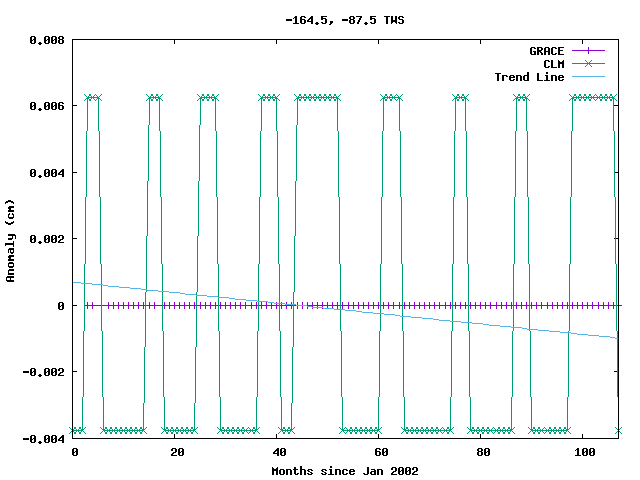 -164.5, -87.5 TWS
0.008
GRACE
CLM
Trend Line
0.006
0.004
0.002
0
-0.002
-0.004
Anomaly (cm)
0 20 40 60 80 100
Months since Jan 2002